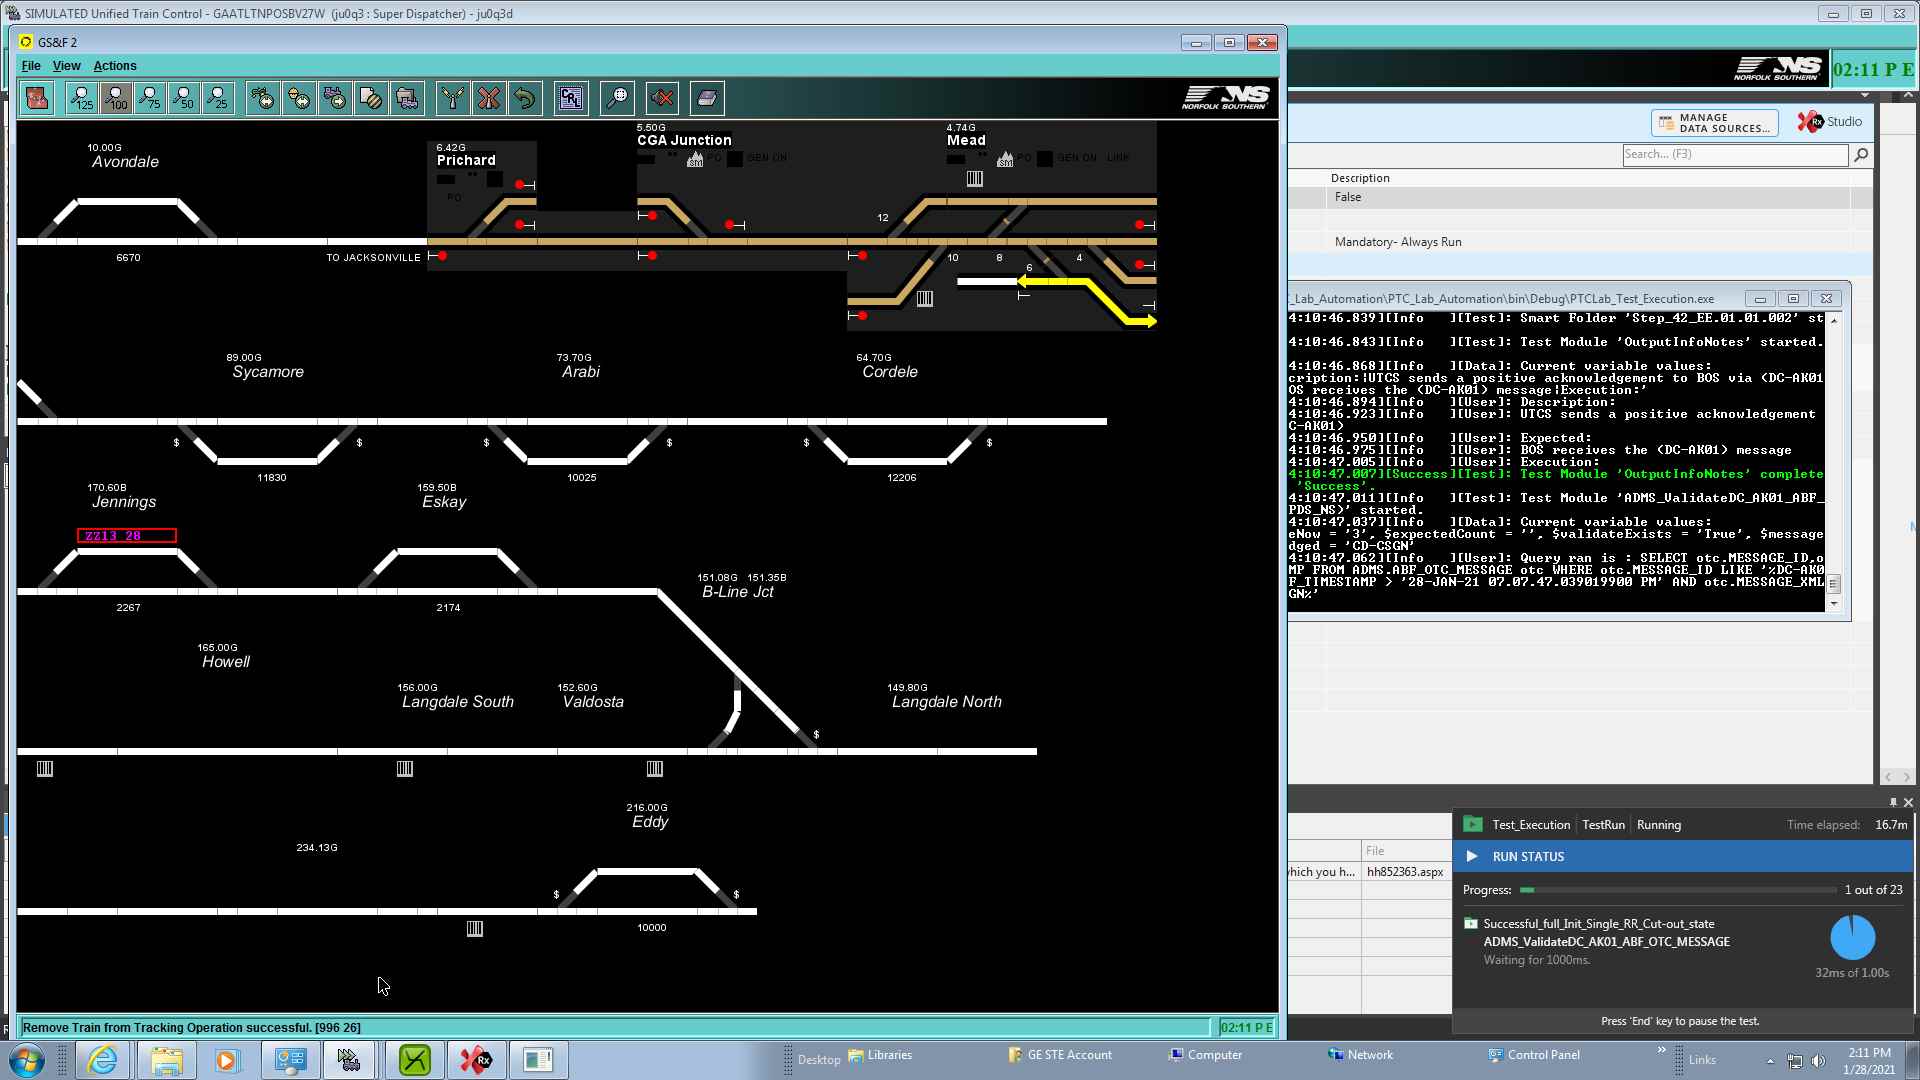 SIMULATED Unified Train Control - GAATLTNPOSBV27W (ju0q3 : Super Dispatcher) - ju0q3d
GS&F 2
File View Actions
125 100 75 50 25
CRL
NS
NORFOLK SOUTHERN
NS
NORFOLK SOUTHERN
02:11 P E
MANAGE
DATA SOURCES...
Rx Studio
Search... (F3)
Description
False
Mandatory- Always Run
10.00G
Avondale
6.42G
Prichard
PO
5.50G
CGA Junction
SM PO GEN ON
4.74G
Mead
SM PO GEN ON LINK
12
6670
TO JACKSONVILLE
10 8 6 4
89.00G
Sycamore
73.70G
Arabi
64.70G
Cordele
$ $ $ $ $ $
11830
10025
12206
170.60B
Jennings
159.50B
Eskay
ZZ13 28
151.08G 151.35B
B-Line Jct
2267
2174
165.00G
Howell
156.00G
Langdale South
152.60G
Valdosta
149.80G
Langdale North
$
216.00G
Eddy
234.13G
$ $
10000
Remove Train from Tracking Operation successful. [996 26]
02:11 P E
C_Lab_Automation\PTC_Lab_Automation\bin\Debug\PTCLab_Test_Execution.exe
4:10:46.839][Info ][Test]: Smart Folder 'Step_42_EE.01.01.002' st
4:10:46.843][Info ][Test]: Test Module 'OutputInfoNotes' started.
4:10:46.868][Info ][Data]: Current variable values:
cription:|UTCS sends a positive acknowledgement to BOS via (DC-AK01
OS receives the (DC-AK01) message|Execution:'
4:10:46.894][Info ][User]: Description:
4:10:46.923][Info ][User]: UTCS sends a positive acknowledgement
C-AK01)
4:10:46.950][Info ][User]: Expected:
4:10:46.975][Info ][User]: BOS receives the (DC-AK01) message
4:10:47.005][Info ][User]: Execution:
4:10:47.007][Success][Test]: Test Module 'OutputInfoNotes' complete
'Success'.
4:10:47.011][Info ][Test]: Test Module 'ADMS_ValidateDC_AK01_ABF_
PDS_NS)' started.
4:10:47.037][Info ][Data]: Current variable values:
eNow = '3', $expectedCount = '', $validateExists = 'True', $message
dged = 'CD-CSGN'
4:10:47.062][Info ][User]: Query ran is : SELECT otc.MESSAGE_ID,o
MP FROM ADMS.ABF_OTC_MESSAGE otc WHERE otc.MESSAGE_ID LIKE '%DC-AK0
F_TIMESTAMP > '28-JAN-21 07.07.47.039019900 PM' AND otc.MESSAGE_XML
GN%'
File
which you h... hh852363.aspx
Test_Execution TestRun Running Time elapsed: 16.7m
RUN STATUS
Progress: 1 out of 23
Successful_full_Init_Single_RR_Cut-out_state
ADMS_ValidateDC_AK01_ABF_OTC_MESSAGE
Waiting for 1000ms.
32ms of 1.00s
Press 'End' key to pause the test.
Desktop Libraries GE STE Account Computer Network Control Panel » Links
2:11 PM
1/28/2021